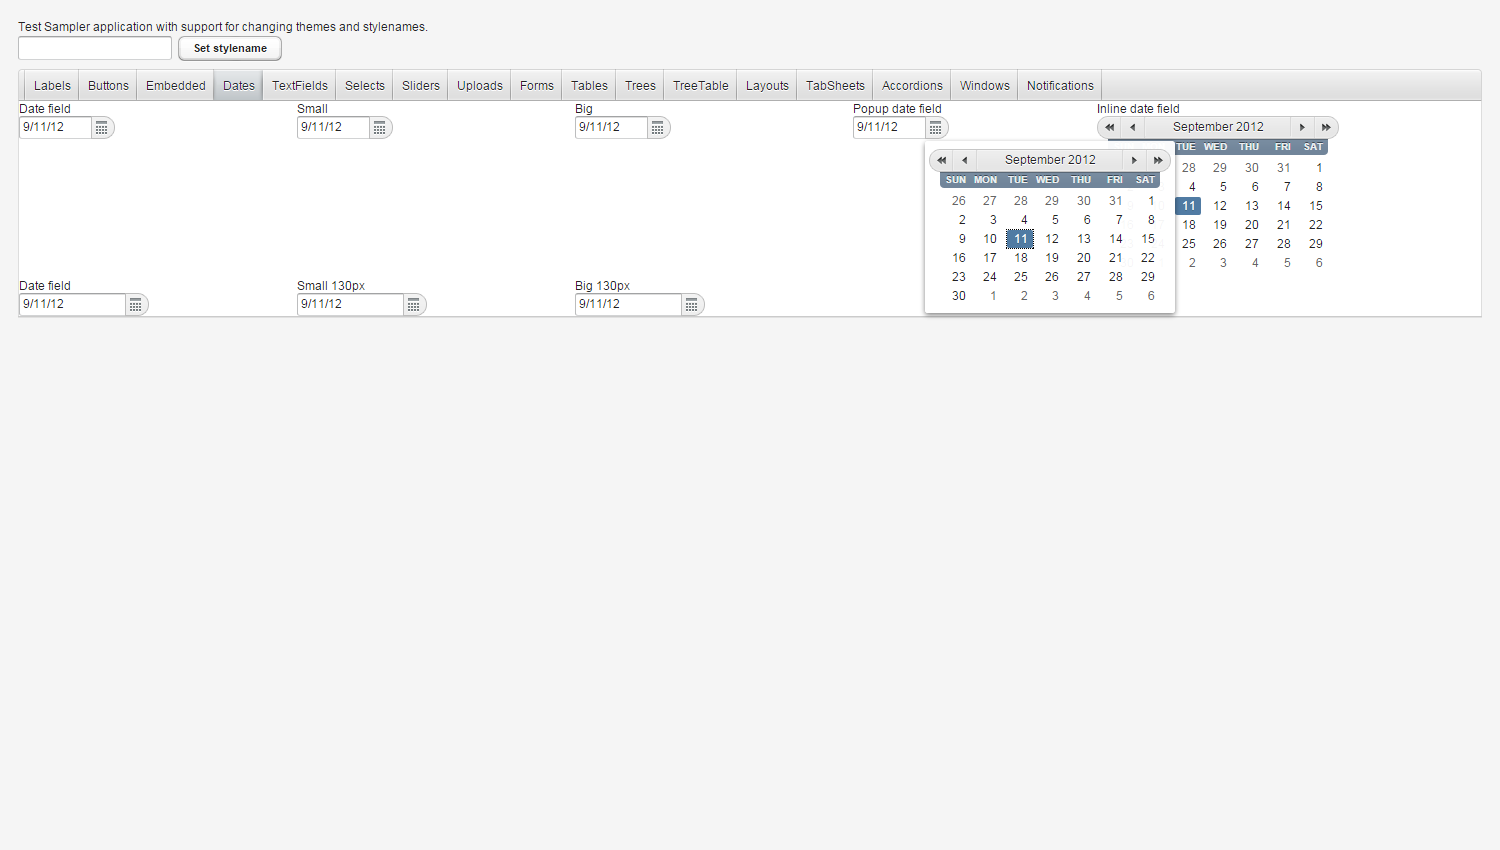 Test Sampler application with support for changing themes and stylenames.
Set stylename
Labels Buttons Embedded Dates TextFields Selects Sliders Uploads Forms Tables Trees TreeTable Layouts TabSheets Accordions Windows Notifications
Date field Small Big Popup date field Inline date field
9/11/12 9/11/12 9/11/12 9/11/12 September 2012
September 2012
SUN MON TUE WED THU FRI SAT
26 27 28 29 30 31 1
2 3 4 5 6 7 8
9 10 11 12 13 14 15
16 17 18 19 20 21 22
23 24 25 26 27 28 29
30 1 2 3 4 5 6
TUE WED THU FRI SAT
28 29 30 31 1
4 5 6 7 8
11 12 13 14 15
18 19 20 21 22
25 26 27 28 29
2 3 4 5 6
Date field Small 130px Big 130px
9/11/12 9/11/12 9/11/12